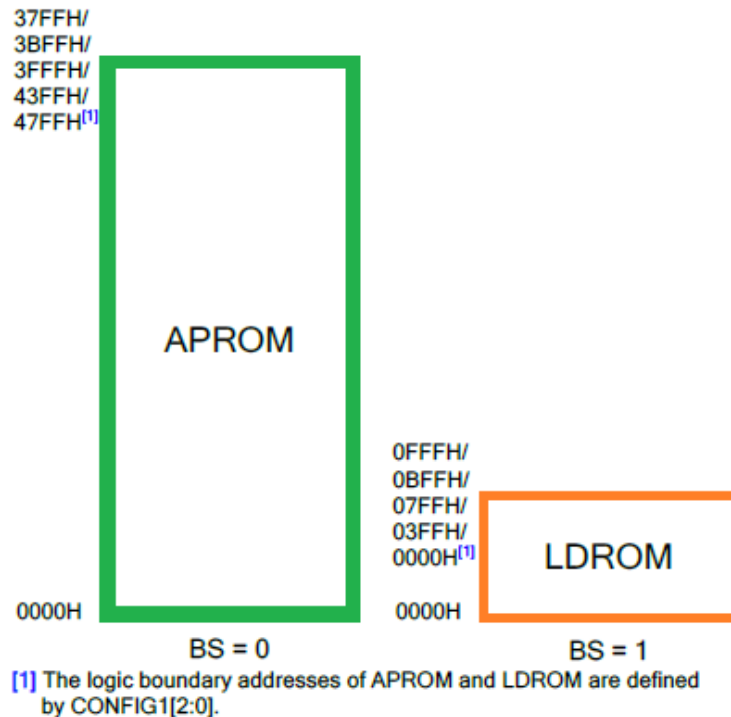 37FFH/
3BFFH/
3FFFH/
43FFH/
47FFH[1]
APROM
0000H
BS = 0
0FFFH/
0BFFH/
07FFH/
03FFH/
0000H[1]
LDROM
0000H
BS = 1
[1] The logic boundary addresses of APROM and LDROM are defined
by CONFIG1[2:0].